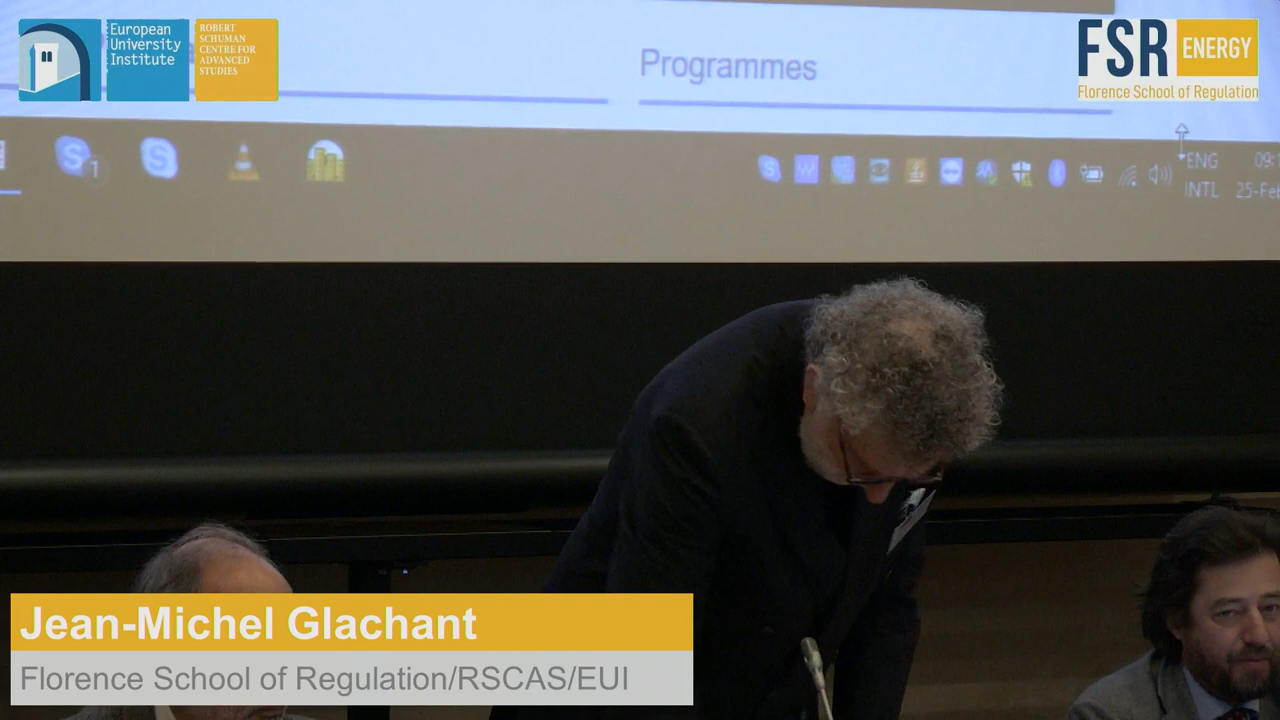 European
University
Institute
ROBERT
SCHUMAN
CENTRE FOR
ADVANCED
STUDIES
FSR ENERGY
Florence School of Regulation
Programmes
1
ENG
INTL
Jean-Michel Glachant
Florence School of Regulation/RSCAS/EUI